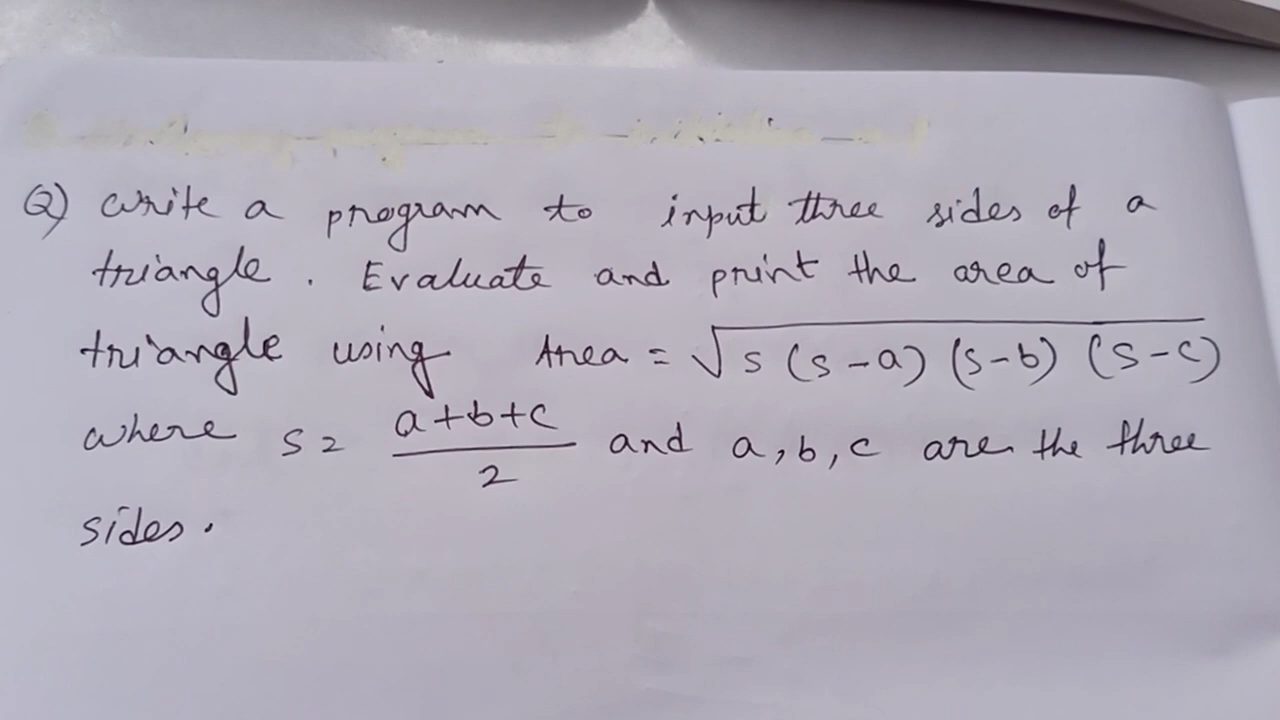 Q) Write a program to input three sides of a
triangle. Evaluate and print the area of
triangle using Area = √s (s-a) (s-b) (s-c)
where s = a+b+c/2 and a, b, c are the three
sides.